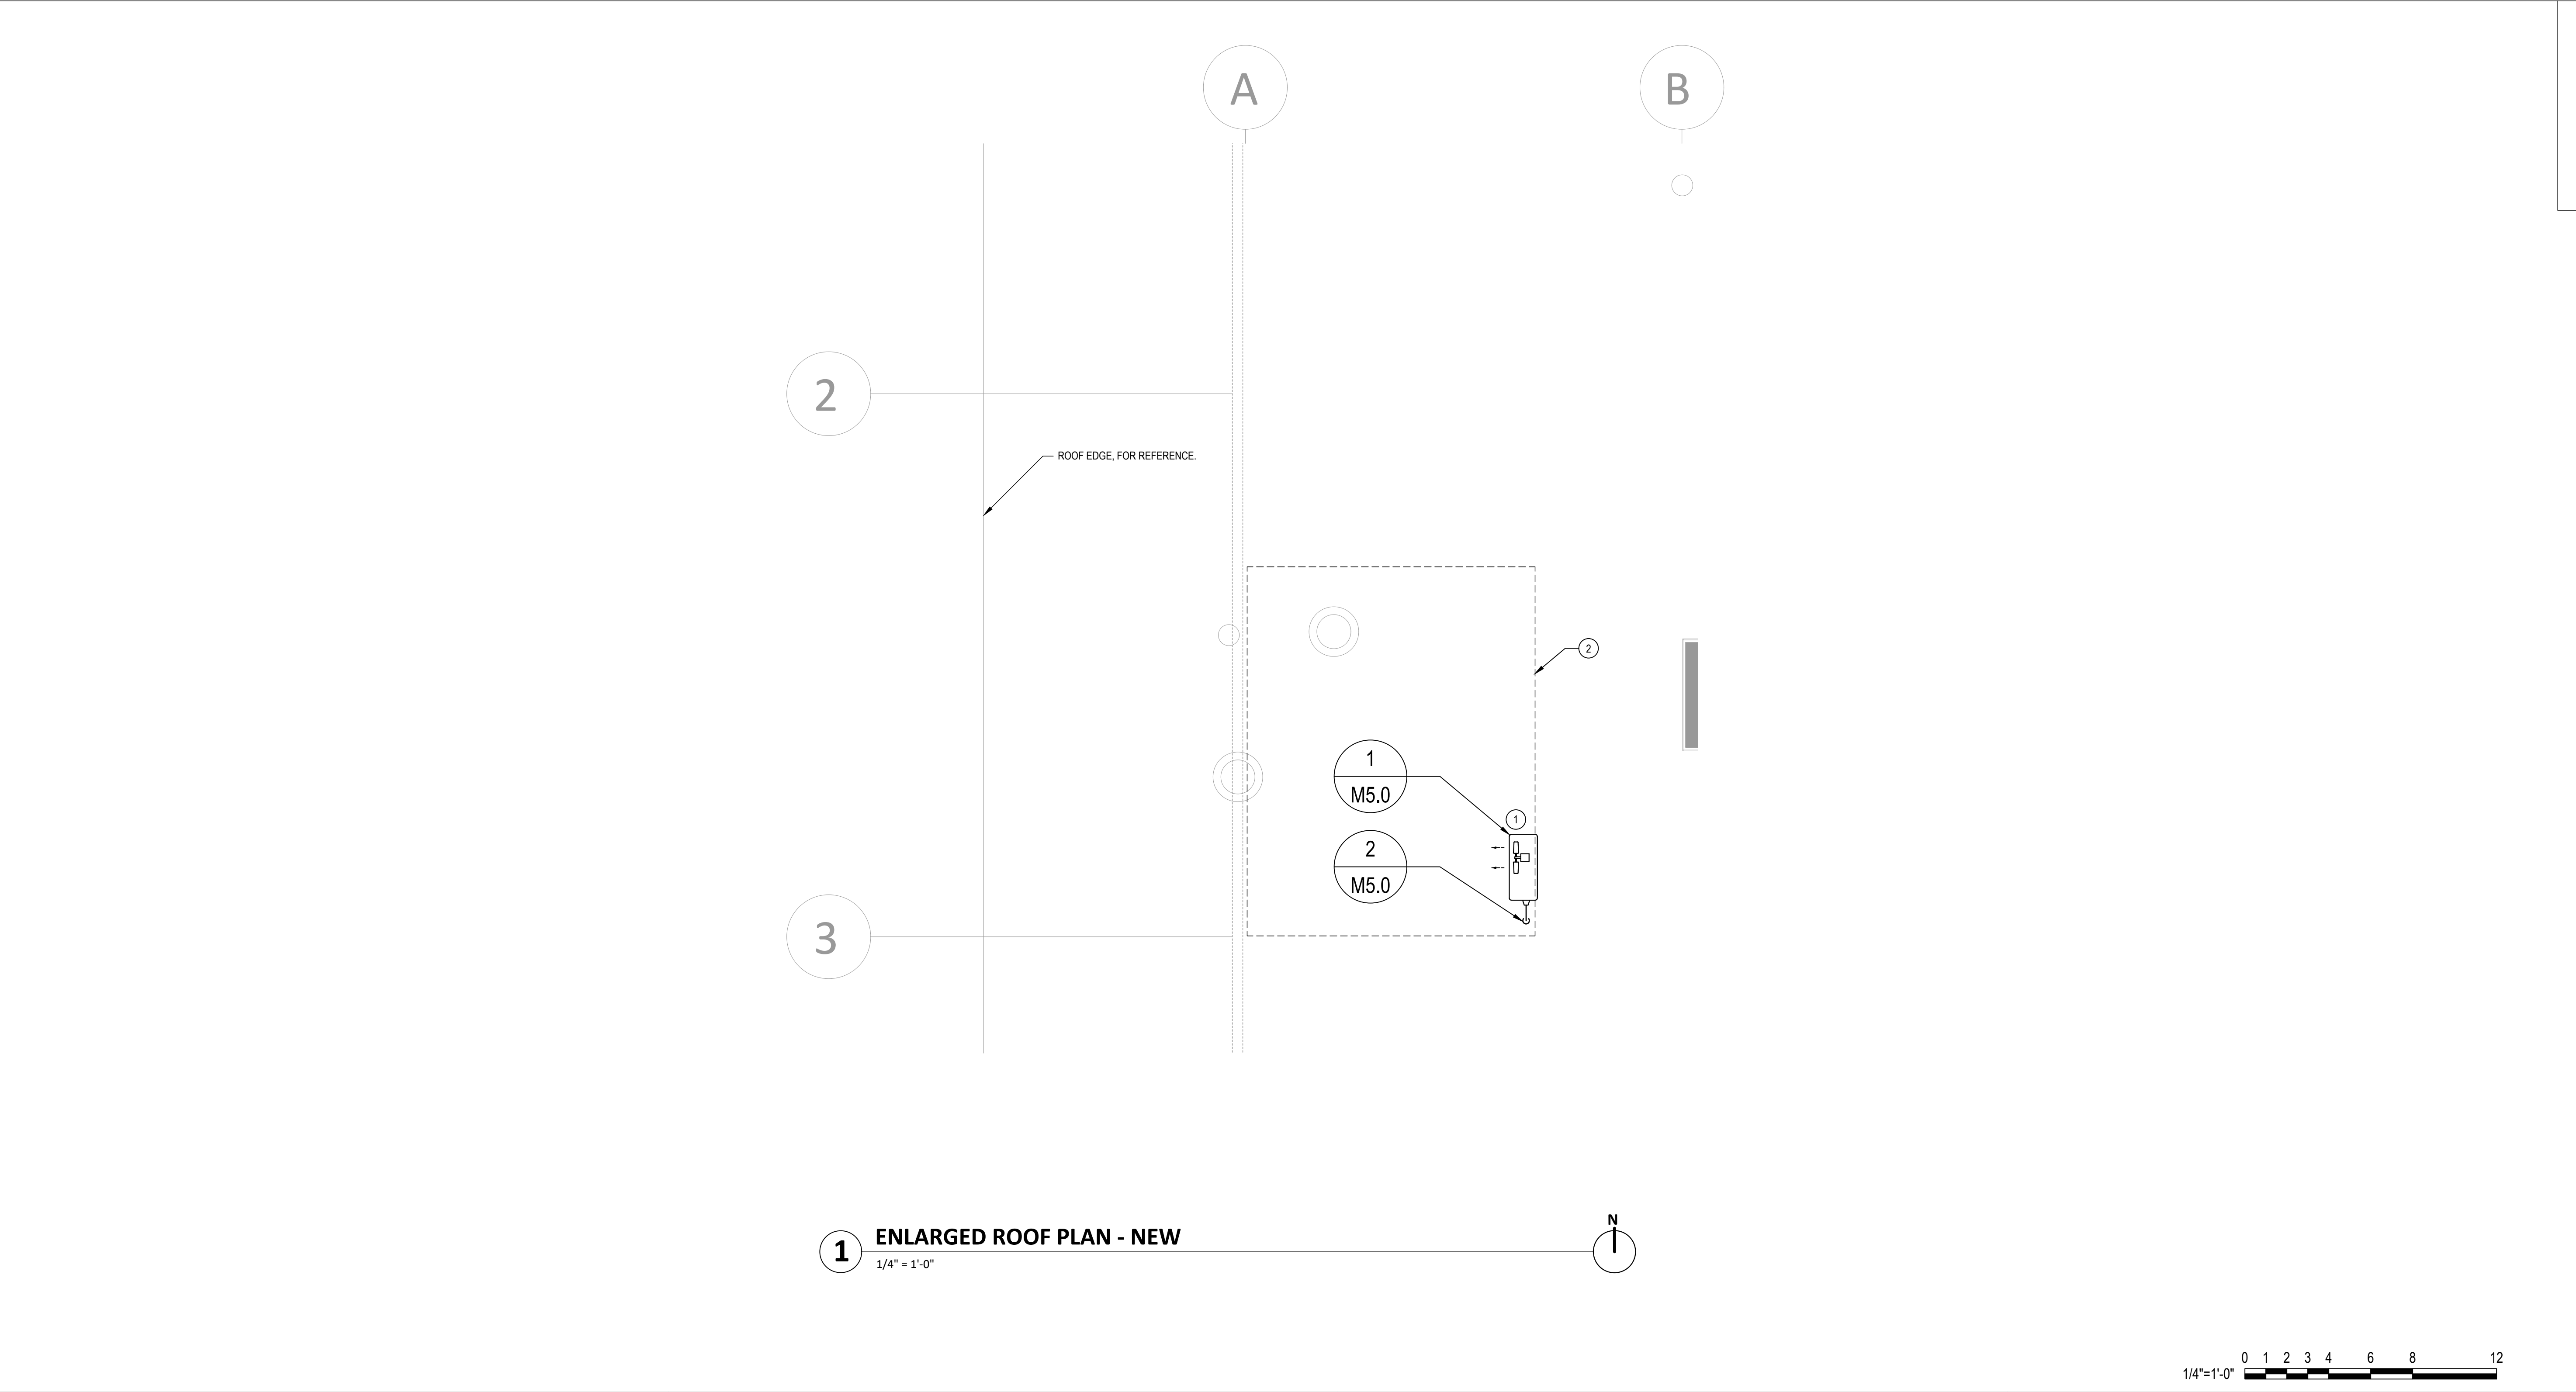 A
B
2
ROOF EDGE, FOR REFERENCE.
2
1
M5.0
1
2
M5.0
3
N
1
ENLARGED ROOF PLAN - NEW
1/4" = 1'-0"
0 1 2 3 4 6 8 12
1/4"=1'-0"